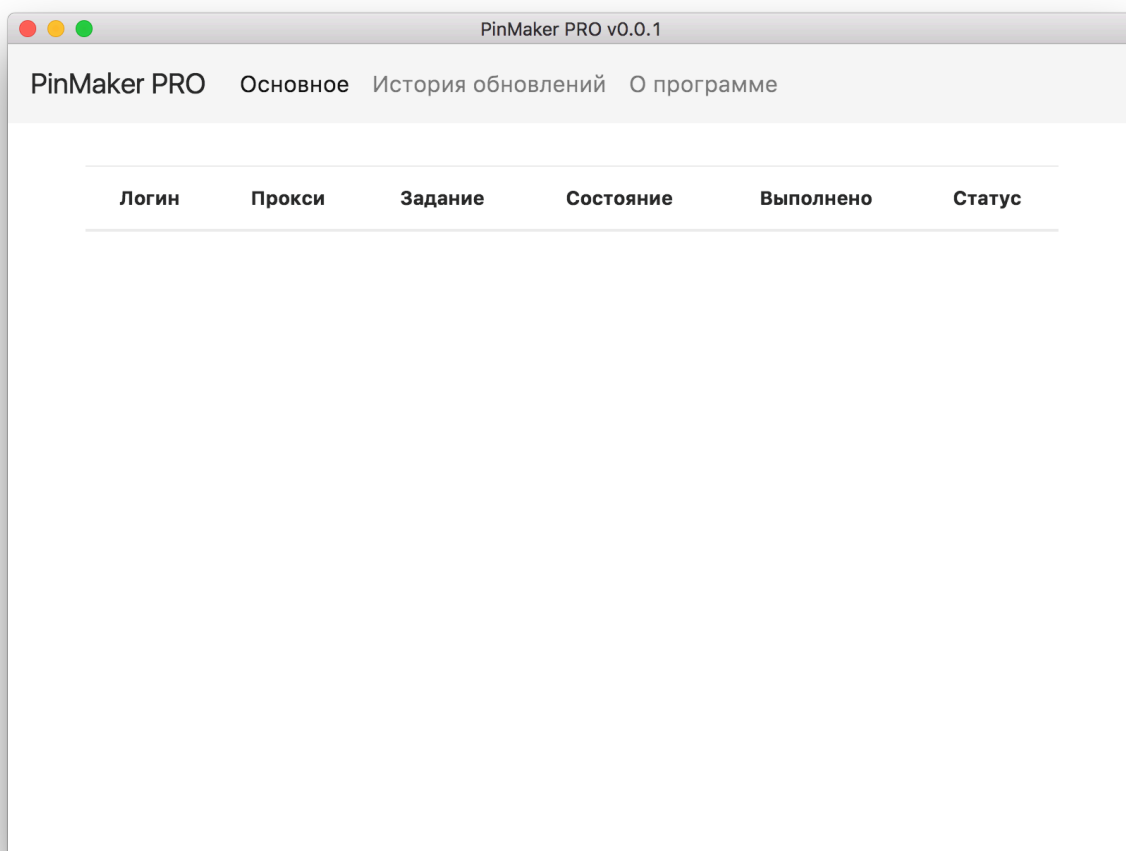 PinMaker PRO v0.0.1
PinMaker PRO Основное История обновлений О программе
Логин Прокси Задание Состояние Выполнено Статус